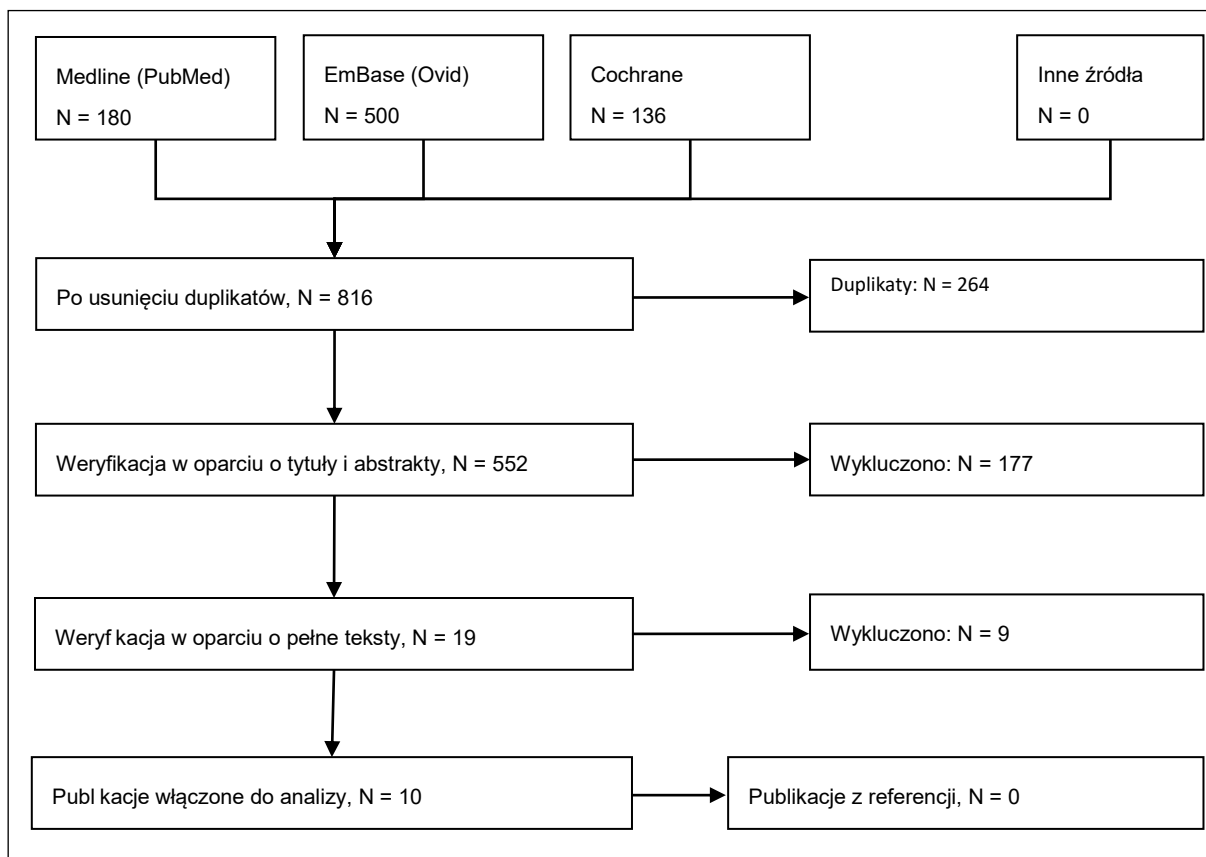 Medline (PubMed)
N = 180
EmBase (Ovid)
N = 500
Cochrane
N = 136
Inne źródła
N = 0
Po usunięciu duplikatów, N = 816
Duplikaty: N = 264
Weryfikacja w oparciu o tytuły i abstrakty, N = 552
Wykluczono: N = 177
Weryf kacja w oparciu o pełne teksty, N = 19
Wykluczono: N = 9
Publ kacje włączone do analizy, N = 10
Publikacje z referencji, N = 0